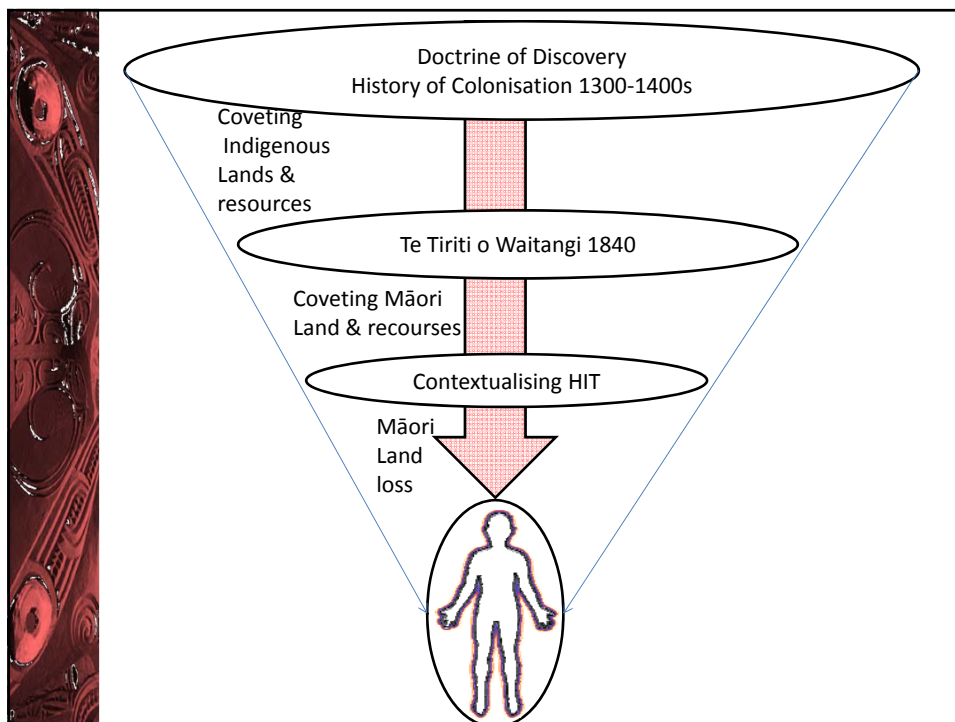 Doctrine of Discovery
History of Colonisation 1300-1400s
Coveting
Indigenous
Lands &
resources
Te Tiriti o Waitangi 1840
Coveting Māori
Land & recourses
Contextualising HIT
Māori
Land
loss